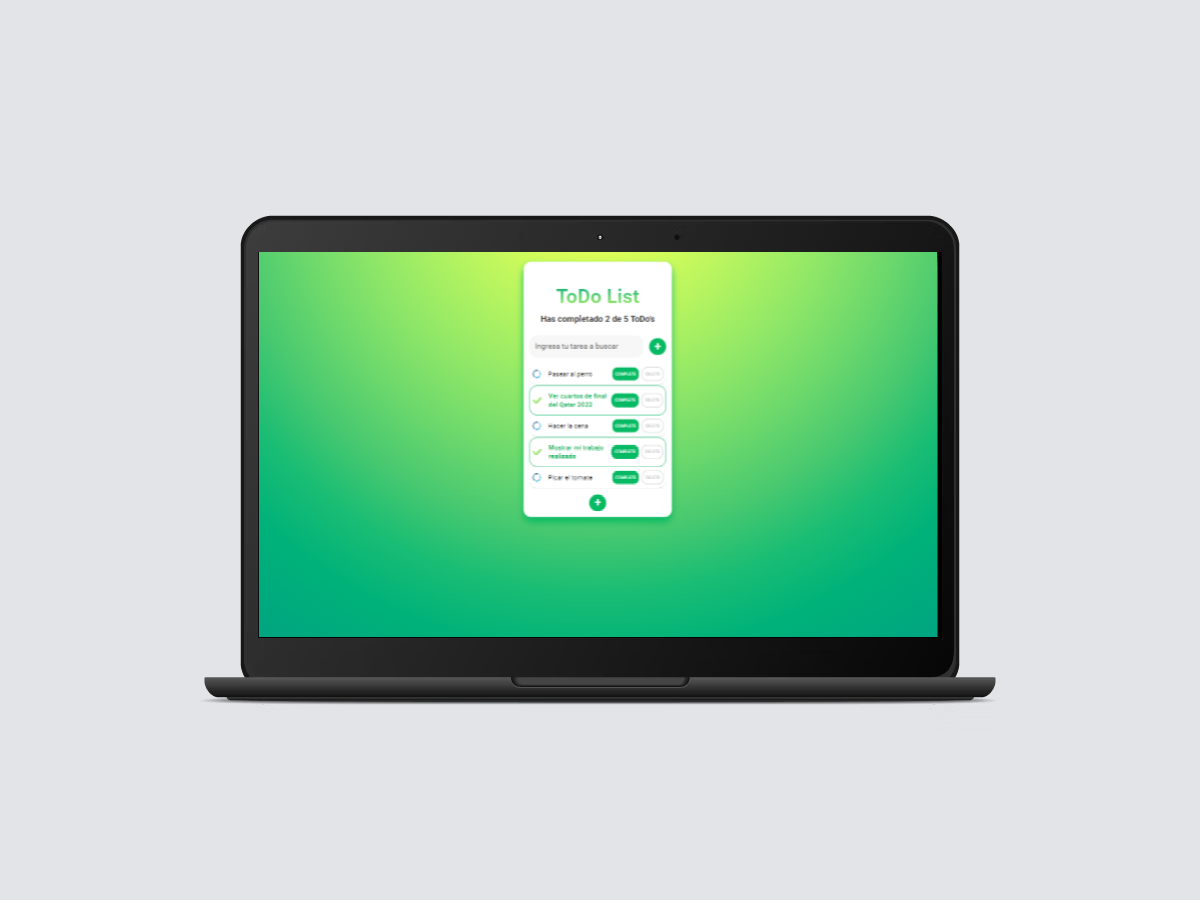 ToDo List
Has completado 2 de 5 ToDo's
Ingresa tu tarea a buscar
+
Pasear al perro COMPLETE DELETE
Ver cuartos de final
del Qatar 2022 COMPLETE DELETE
Hacer la cena COMPLETE DELETE
Mostrar mi trabajo
realizado COMPLETE DELETE
Picar el tomate COMPLETE DELETE
+